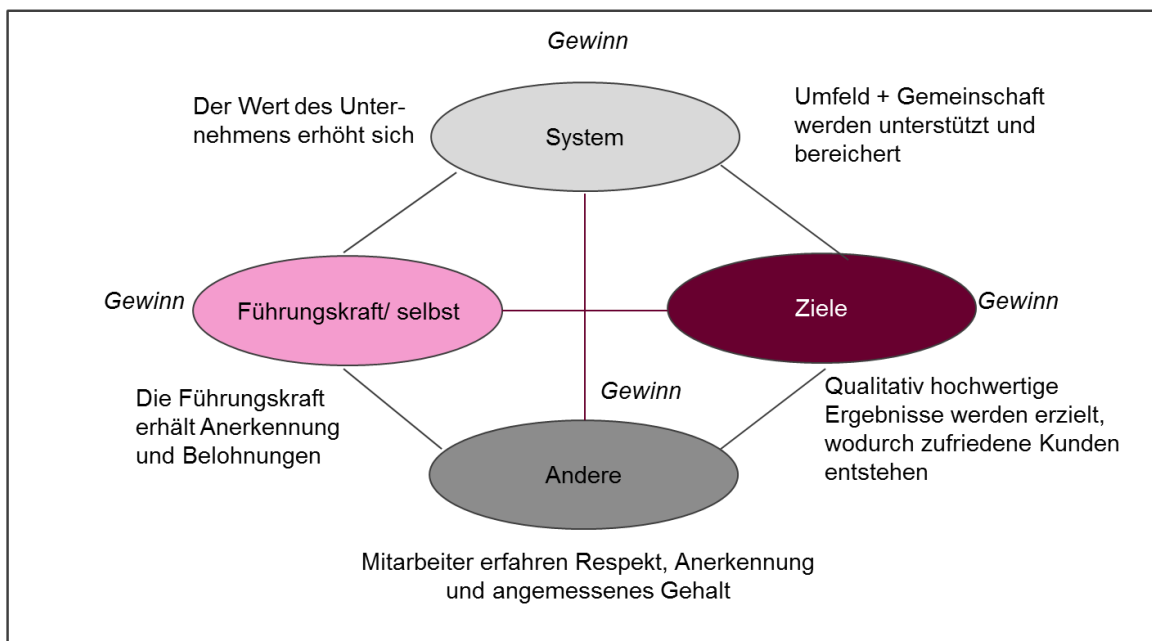 Gewinn
Der Wert des Unter-
nehmens erhöht sich
System
Umfeld + Gemeinschaft
werden unterstützt und
bereichert
Gewinn
Führungskraft/ selbst
Ziele
Gewinn
Die Führungskraft
erhält Anerkennung
und Belohnungen
Gewinn
Qualitativ hochwertige
Ergebnisse werden erzielt,
wodurch zufriedene Kunden
entstehen
Andere
Mitarbeiter erfahren Respekt, Anerkennung
und angemessenes Gehalt